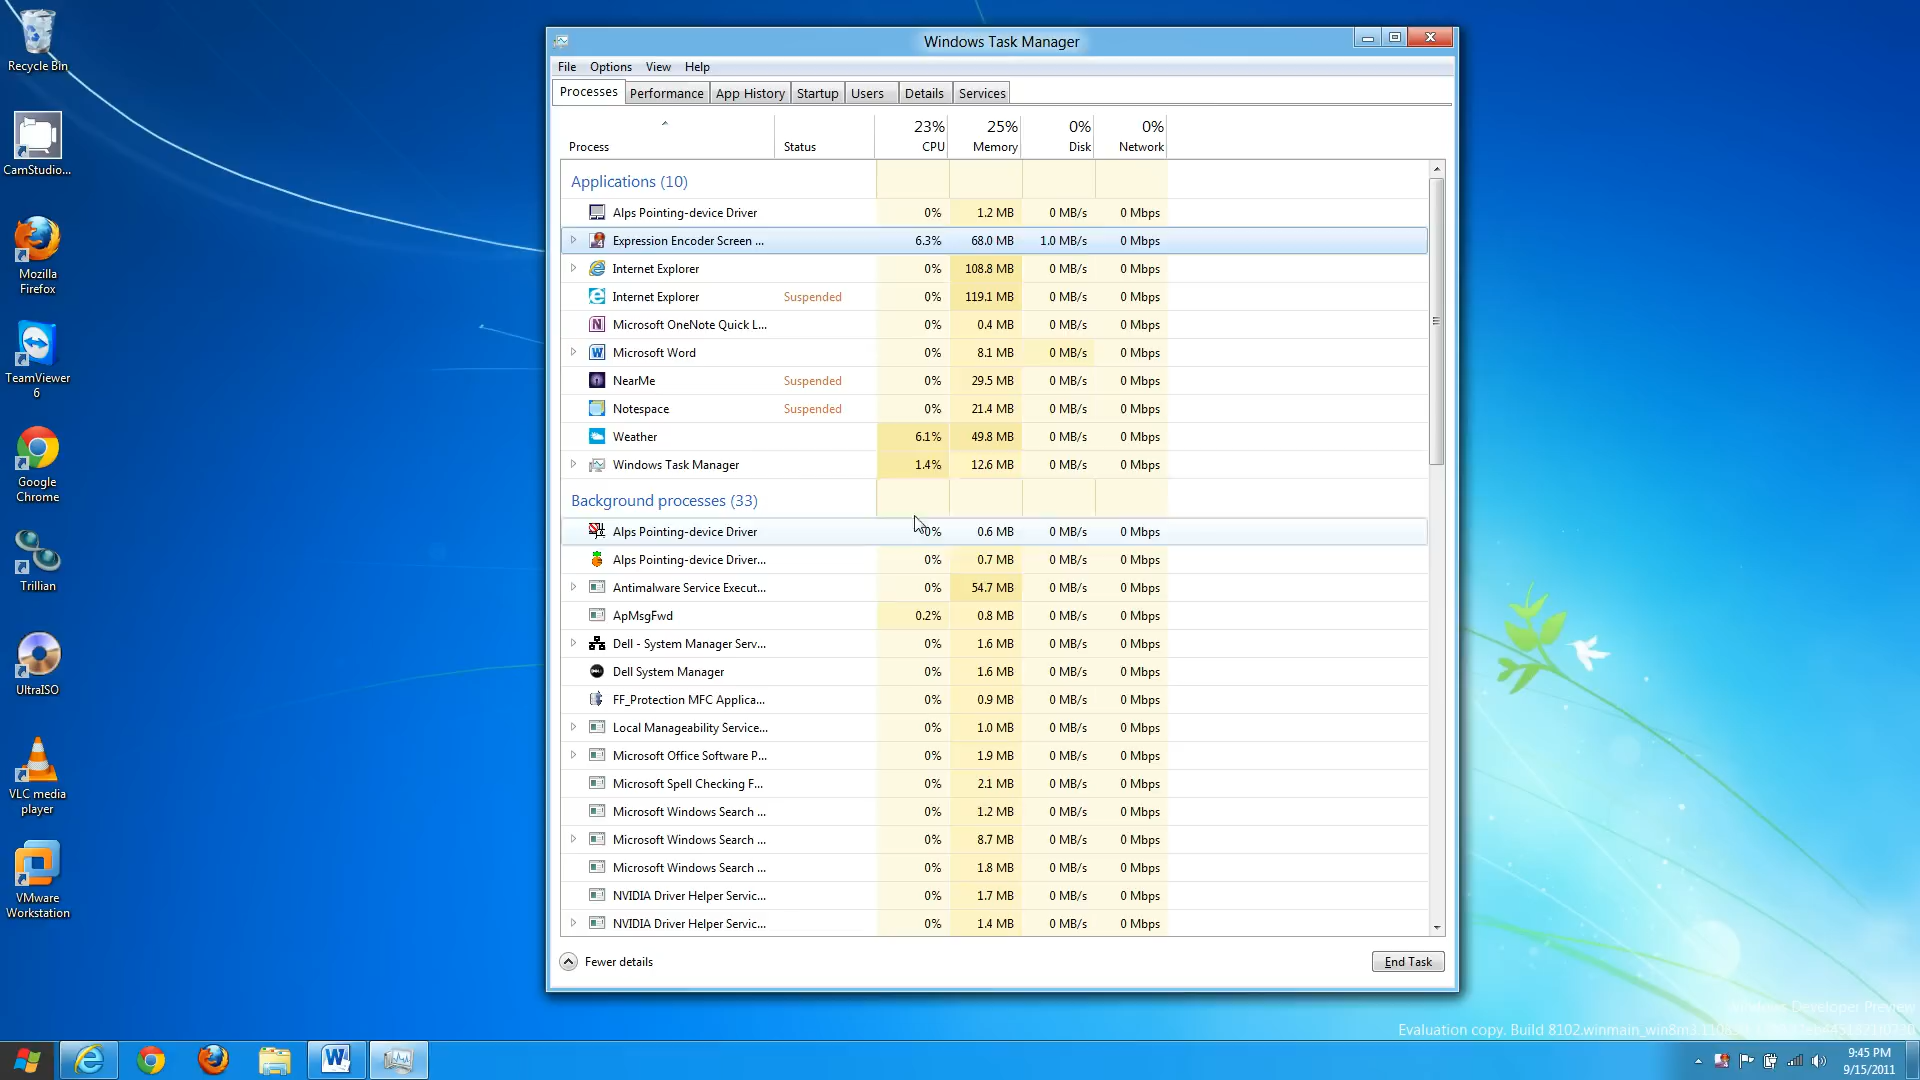 Recycle Bin
CamStudio...
Mozilla
Firefox
TeamViewer
6
Google
Chrome
Trillian
UltraISO
VLC media
player
VMware
Workstation
Windows Task Manager
File Options View Help
Processes Performance App History Startup Users Details Services
23% 25% 0% 0%
Process Status CPU Memory Disk Network
Applications (10)
Alps Pointing-device Driver 0% 1.2 MB 0 MB/s 0 Mbps
Expression Encoder Screen ... 6.3% 68.0 MB 1.0 MB/s 0 Mbps
Internet Explorer 0% 108.8 MB 0 MB/s 0 Mbps
Internet Explorer Suspended 0% 119.1 MB 0 MB/s 0 Mbps
Microsoft OneNote Quick L... 0% 0.4 MB 0 MB/s 0 Mbps
Microsoft Word 0% 8.1 MB 0 MB/s 0 Mbps
NearMe Suspended 0% 29.5 MB 0 MB/s 0 Mbps
Notespace Suspended 0% 21.4 MB 0 MB/s 0 Mbps
Weather 6.1% 49.8 MB 0 MB/s 0 Mbps
Windows Task Manager 1.4% 12.6 MB 0 MB/s 0 Mbps
Background processes (33)
Alps Pointing-device Driver 0% 0.6 MB 0 MB/s 0 Mbps
Alps Pointing-device Driver... 0% 0.7 MB 0 MB/s 0 Mbps
Antimalware Service Execut... 0% 54.7 MB 0 MB/s 0 Mbps
ApMsgFwd 0.2% 0.8 MB 0 MB/s 0 Mbps
Dell - System Manager Serv... 0% 1.6 MB 0 MB/s 0 Mbps
Dell System Manager 0% 1.6 MB 0 MB/s 0 Mbps
FF_Protection MFC Applica... 0% 0.9 MB 0 MB/s 0 Mbps
Local Manageability Service... 0% 1.0 MB 0 MB/s 0 Mbps
Microsoft Office Software P... 0% 1.9 MB 0 MB/s 0 Mbps
Microsoft Spell Checking F... 0% 2.1 MB 0 MB/s 0 Mbps
Microsoft Windows Search ... 0% 1.2 MB 0 MB/s 0 Mbps
Microsoft Windows Search ... 0% 8.7 MB 0 MB/s 0 Mbps
Microsoft Windows Search ... 0% 1.8 MB 0 MB/s 0 Mbps
NVIDIA Driver Helper Servic... 0% 1.7 MB 0 MB/s 0 Mbps
NVIDIA Driver Helper Servic... 0% 1.4 MB 0 MB/s 0 Mbps
Fewer details End Task
Windows Developer Preview
Evaluation copy. Build 8102.winmain_win8m3
9:45 PM
9/15/2011